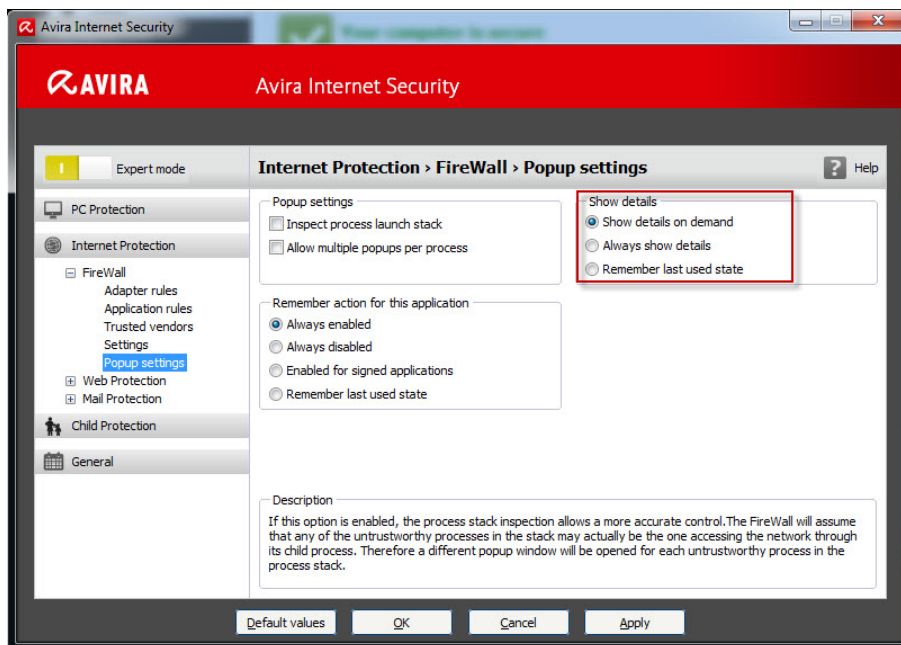 Avira Internet Security
Your computer is secure
AVIRA
Avira Internet Security
Expert mode
Internet Protection › FireWall › Popup settings
? Help
PC Protection
Internet Protection
FireWall
Adapter rules
Application rules
Trusted vendors
Settings
Popup settings
Web Protection
Mail Protection
Child Protection
General
Popup settings
Inspect process launch stack
Allow multiple popups per process
Show details
Show details on demand
Always show details
Remember last used state
Remember action for this application
Always enabled
Always disabled
Enabled for signed applications
Remember last used state
Description
If this option is enabled, the process stack inspection allows a more accurate control.The FireWall will assume
that any of the untrustworthy processes in the stack may actually be the one accessing the network through
its child process. Therefore a different popup window will be opened for each untrustworthy process in the
process stack.
Default values
OK
Cancel
Apply